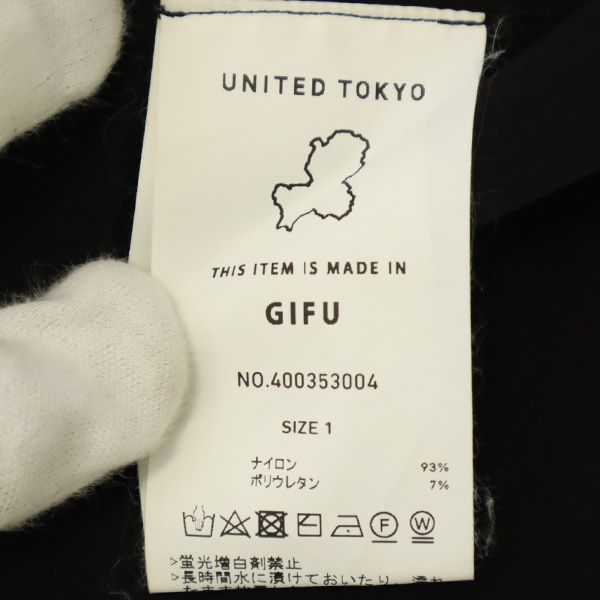 UNITED TOKYO
THIS ITEM IS MADE IN
GIFU
NO.400353004
SIZE 1
ナイロン 93%
ポリウレタン 7%
F W
>蛍光増白剤禁止
>長時間水に漬けておいたり、濡れ